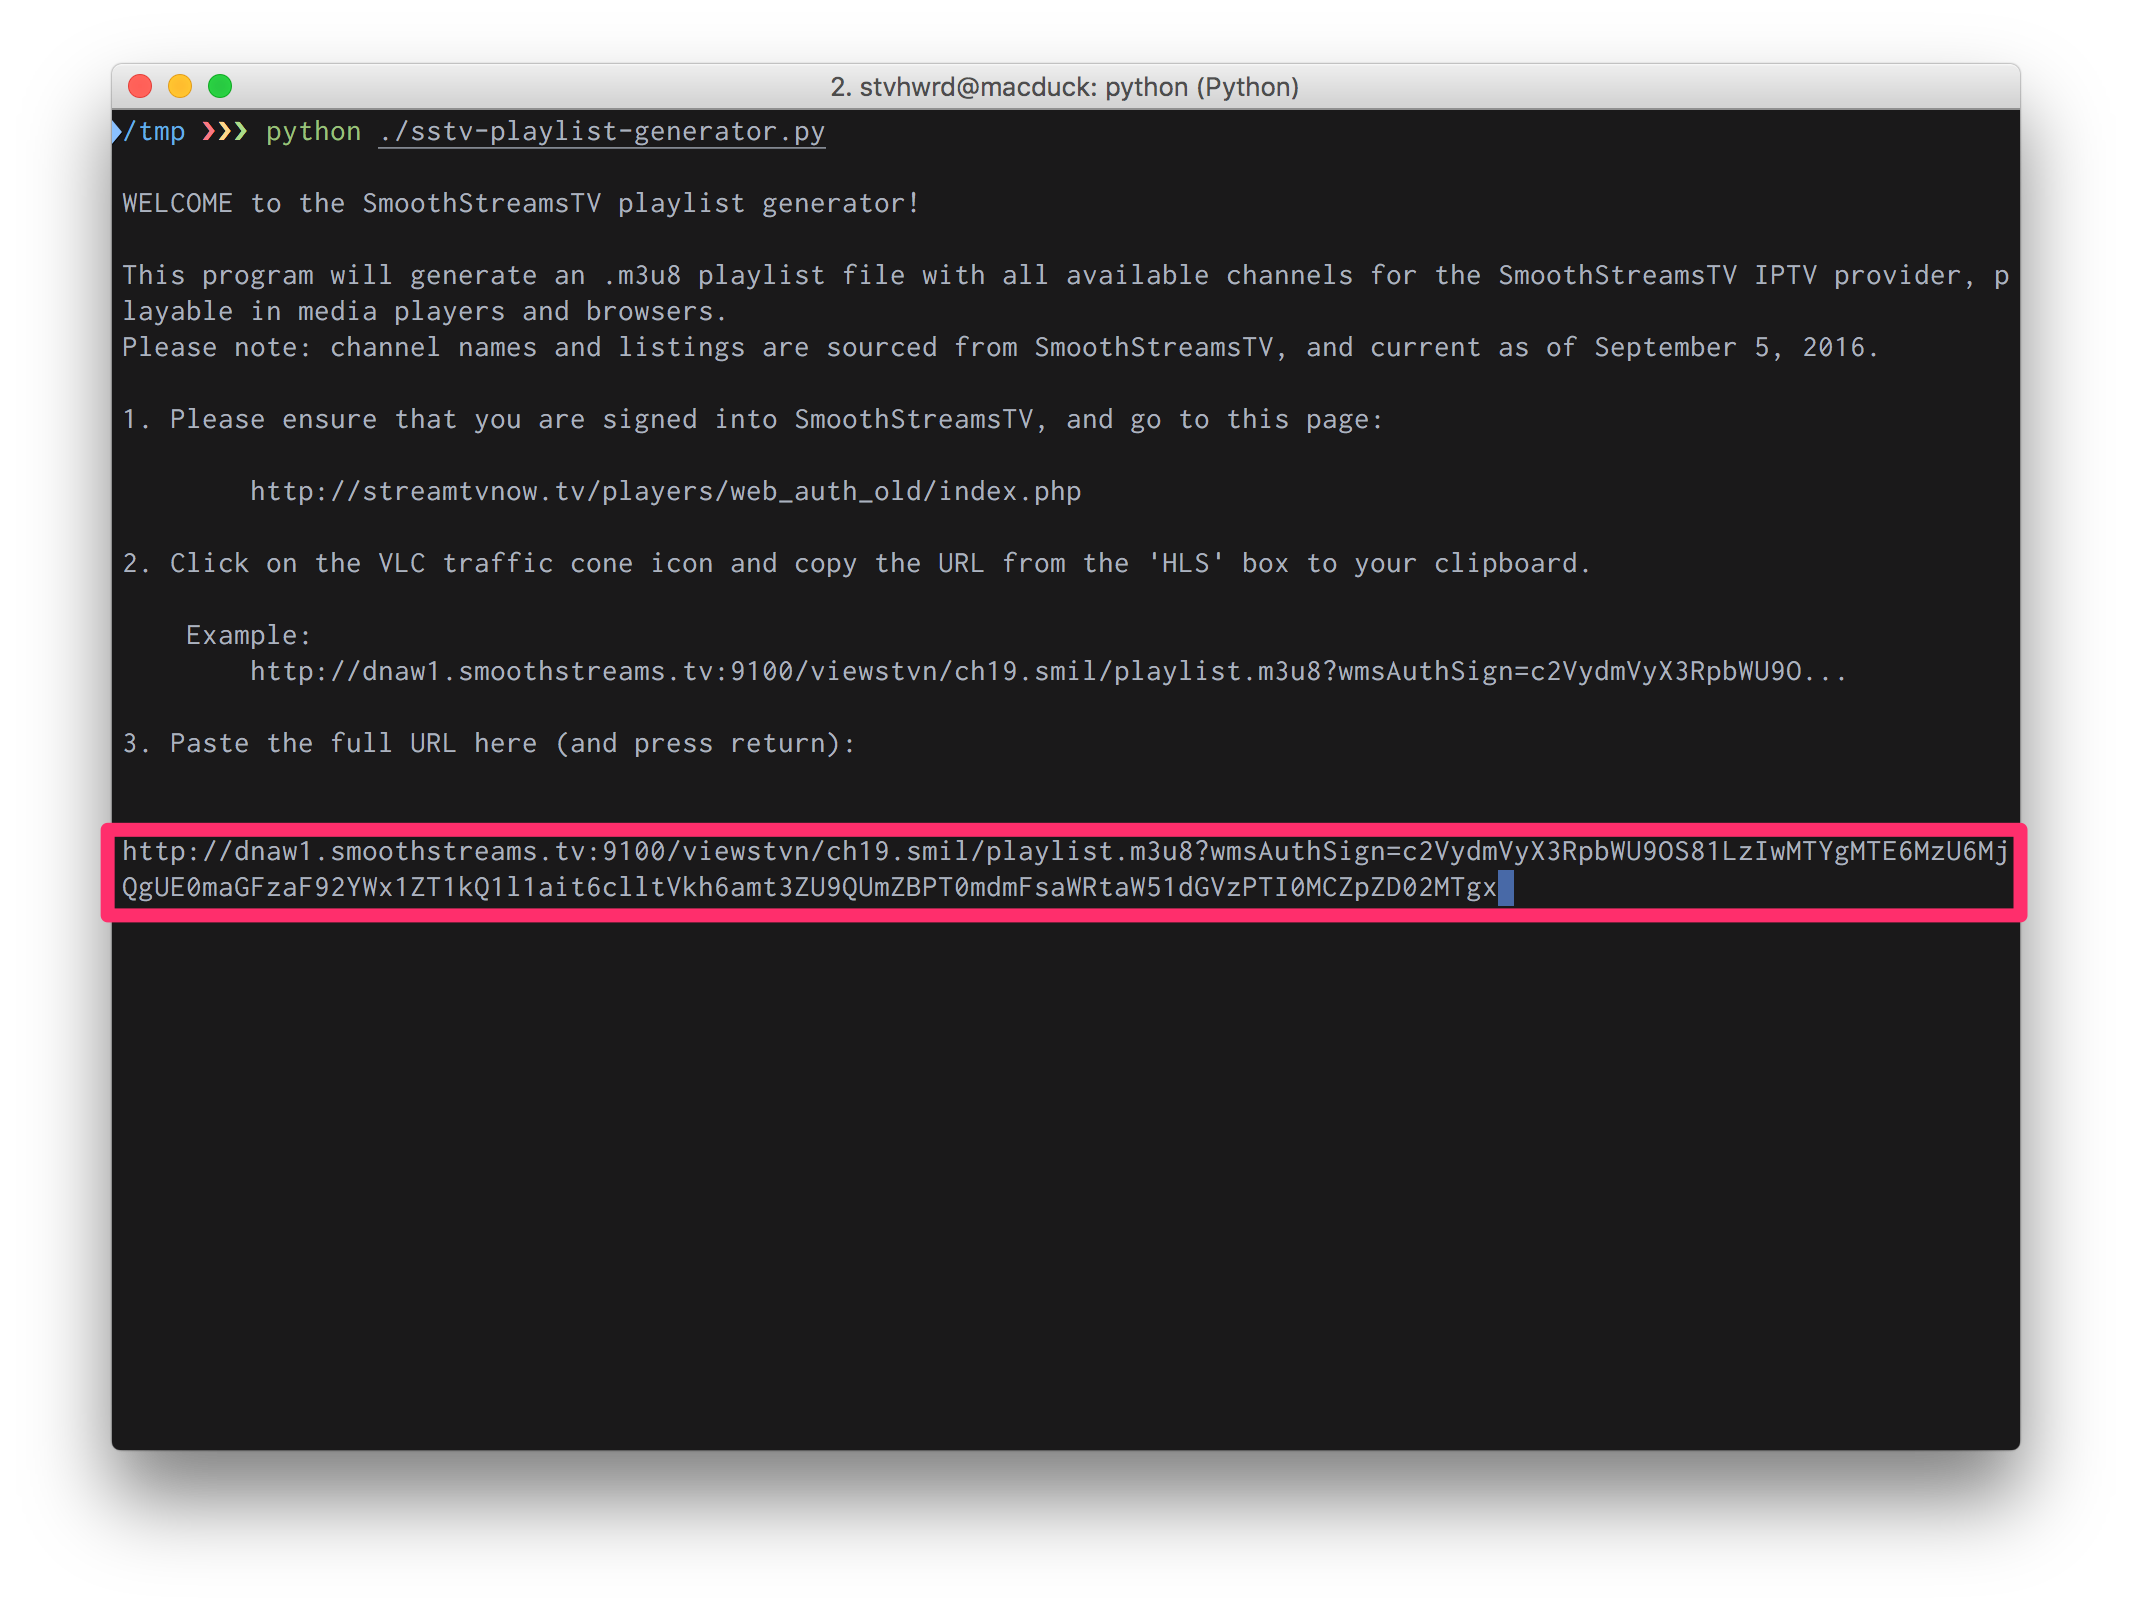 2. stvhwrd@macduck: python (Python)
/tmp ❯❯❯ python ./sstv-playlist-generator.py
WELCOME to the SmoothStreamsTV playlist generator!
This program will generate an .m3u8 playlist file with all available channels for the SmoothStreamsTV IPTV provider, p
layable in media players and browsers.
Please note: channel names and listings are sourced from SmoothStreamsTV, and current as of September 5, 2016.
1. Please ensure that you are signed into SmoothStreamsTV, and go to this page:
http://streamtvnow.tv/players/web_auth_old/index.php
2. Click on the VLC traffic cone icon and copy the URL from the 'HLS' box to your clipboard.
Example:
http://dnaw1.smoothstreams.tv:9100/viewstvn/ch19.smil/playlist.m3u8?wmsAuthSign=c2VydmVyX3RpbWU9O...
3. Paste the full URL here (and press return):
http://dnaw1.smoothstreams.tv:9100/viewstvn/ch19.smil/playlist.m3u8?wmsAuthSign=c2VydmVyX3RpbWU9OS81LzIwMTYgMTE6MzU6Mj
QgUE0maGFzaF92YWx1ZT1kQ1l1ait6clltVkh6amt3ZU9QUmZBPT0mdmFsaWRtaW51dGVzPTI0MCZpZD02MTgx